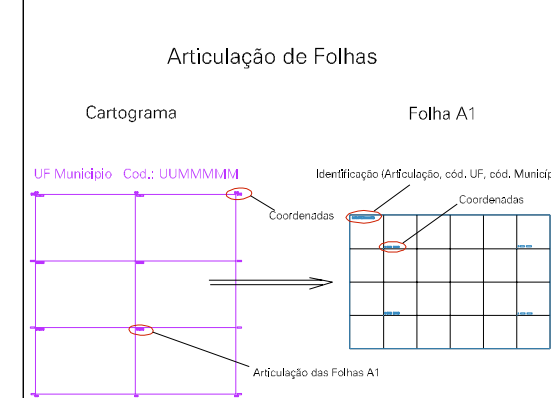 Articulação de Folhas
Cartograma
Folha A1
UF Municipio Cod.: UUMMMMM
Identificação (Articulação, cód. UF, cód. Municíp
Coordenadas
Coordenadas
Articulação das Folhas A1